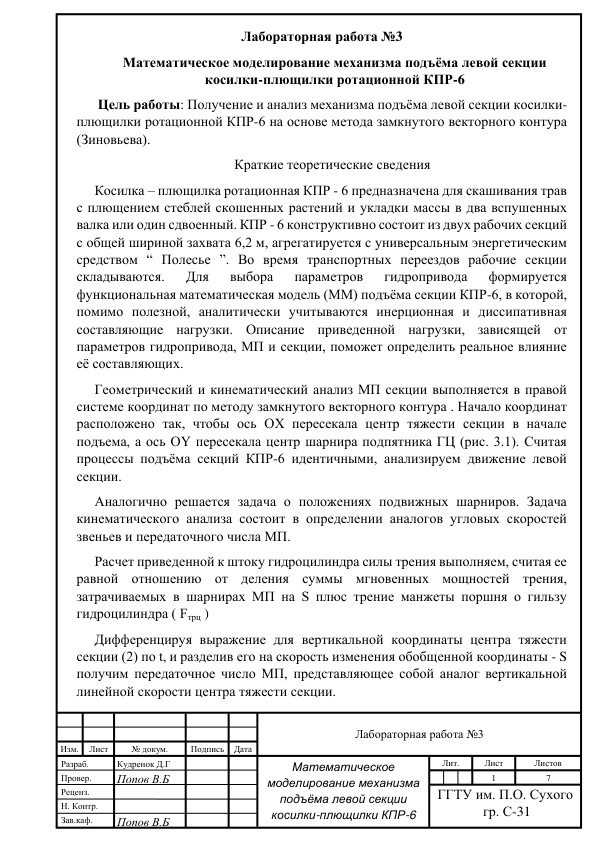 Лабораторная работа №3
Математическое моделирование механизма подъёма левой секции
косилки-плющилки ротационной КПР-6
Цель работы: Получение и анализ механизма подъёма левой секции косилки-
плющилки ротационной КПР-6 на основе метода замкнутого векторного контура
(Зиновьева).
Краткие теоретические сведения
Косилка – плющилка ротационная КПР - 6 предназначена для скашивания трав
с плющением стеблей скошенных растений и укладки массы в два вспушенных
валка или один сдвоенный. КПР - 6 конструктивно состоит из двух рабочих секций
с общей шириной захвата 6,2 м, агрегатируется с универсальным энергетическим
средством “ Полесье ”. Во время транспортных переездов рабочие секции
складываются. Для выбора параметров гидропривода формируется
функциональная математическая модель (ММ) подъёма секции КПР-6, в которой,
помимо полезной, аналитически учитываются инерционная и диссипативная
составляющие нагрузки. Описание приведенной нагрузки, зависящей от
параметров гидропривода, МП и секции, поможет определить реальное влияние
её составляющих.
Геометрический и кинематический анализ МП секции выполняется в правой
системе координат по методу замкнутого векторного контура . Начало координат
расположено так, чтобы ось OX пересекала центр тяжести секции в начале
подъема, а ось OY пересекала центр шарнира подпятника ГЦ (рис. 3.1). Считая
процессы подъёма секций КПР-6 идентичными, анализируем движение левой
секции.
Аналогично решается задача о положениях подвижных шарниров. Задача
кинематического анализа состоит в определении аналогов угловых скоростей
звеньев и передаточного числа МП.
Расчет приведенной к штоку гидроцилиндра силы трения выполняем, считая ее
равной отношению от деления суммы мгновенных мощностей трения,
затрачиваемых в шарнирах МП на S плюс трение манжеты поршня о гильзу
гидроцилиндра ( Fтрц )
Дифференцируя выражение для вертикальной координаты центра тяжести
секции (2) по t, и разделив его на скорость изменения обобщенной координаты - S
получим передаточное число МП, представляющее собой аналог вертикальной
линейной скорости центра тяжести секции.
Лабораторная работа №3
Изм. Лист № докум. Подпись Дата
Разраб. Кудренок Д.Г
Провер. Попов В.Б
Реценз.
Н. Контр.
Зав.каф. Попов В.Б
Математическое
моделирование механизма
подъёма левой секции
косилки-плющилки КПР-6
Лит. Лист Листов
1 7
ГГТУ им. П.О. Сухого
гр. С-31